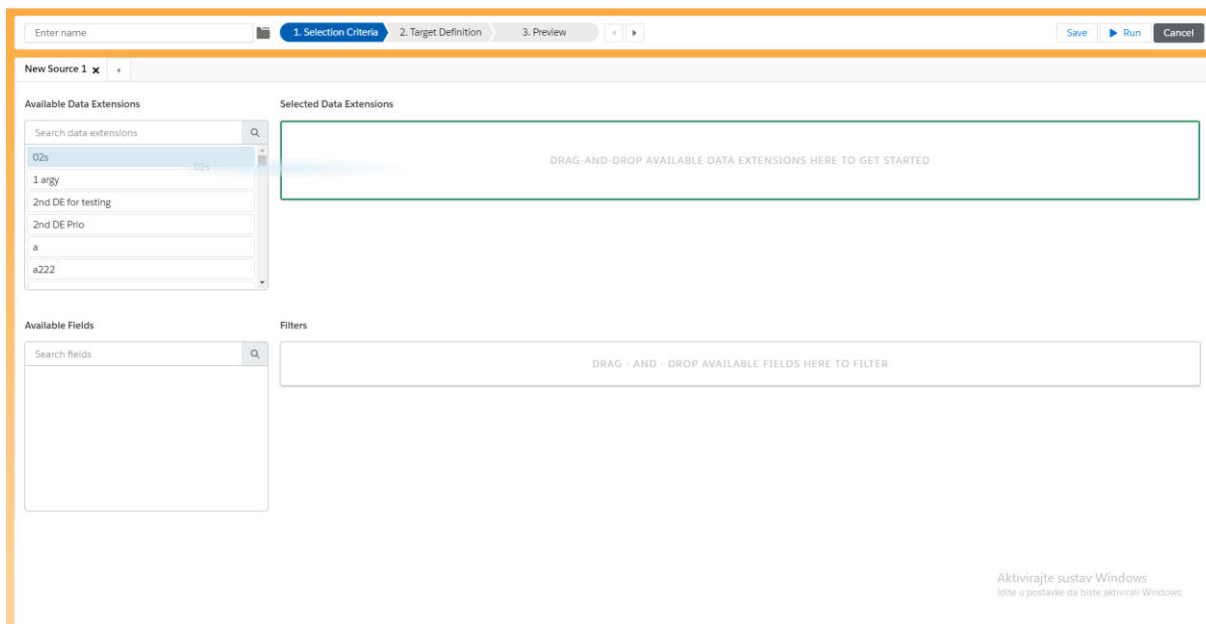 Enter name
1. Selection Criteria
2. Target Definition
3. Preview
Save
Run
Cancel
New Source 1 x +
Available Data Extensions
Selected Data Extensions
Search data extensions
02s
02s
DRAG-AND-DROP AVAILABLE DATA EXTENSIONS HERE TO GET STARTED
1 argy
2nd DE for testing
2nd DE Prio
a
a222
Available Fields
Filters
Search fields
DRAG - AND - DROP AVAILABLE FIELDS HERE TO FILTER
Aktivirajte sustav Windows
Idite u postavke da biste aktivirali Windows.